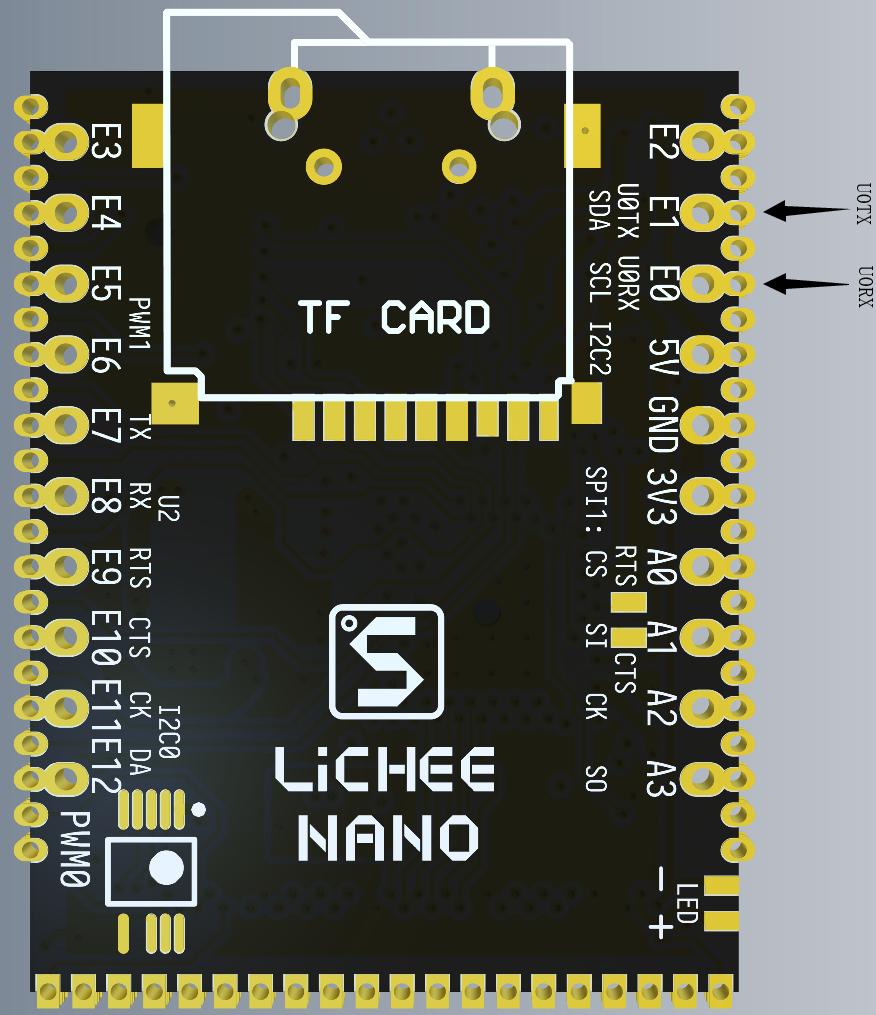 E3
E4
E5
PWM1
E6
E7
TX
E8
RX
U2
E9
RTS
E10
CTS
E11
CK
I2C0
E12
DA
PWM0
TF CARD
LiCHEE
NANO
E2
E1
U0TX
SDA
E0
U0RX
SCL
I2C2
5V
GND
3V3
SPI1:
A0
RTS
CS
A1
CTS
SI
A2
CK
A3
SO
-
LED
+
U0TX
U0RX